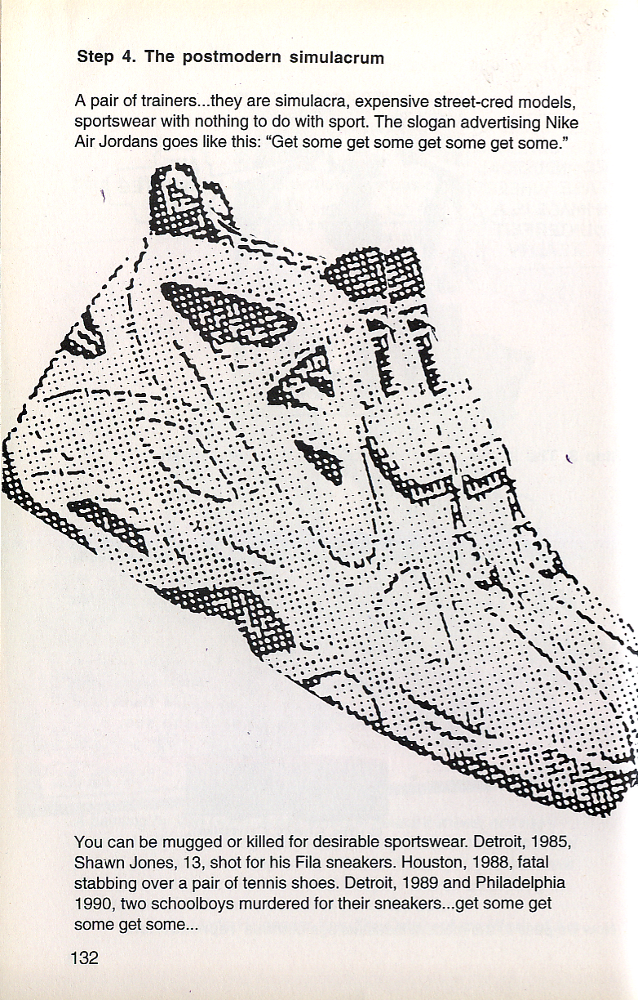 Step 4. The postmodern simulacrum
A pair of trainers...they are simulacra, expensive street-cred models,
sportswear with nothing to do with sport. The slogan advertising Nike
Air Jordans goes like this: “Get some get some get some get some.”
You can be mugged or killed for desirable sportswear. Detroit, 1985,
Shawn Jones, 13, shot for his Fila sneakers. Houston, 1988, fatal
stabbing over a pair of tennis shoes. Detroit, 1989 and Philadelphia
1990, two schoolboys murdered for their sneakers...get some get
some get some...
132